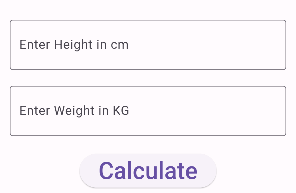 Enter Height in cm
Enter Weight in KG
Calculate